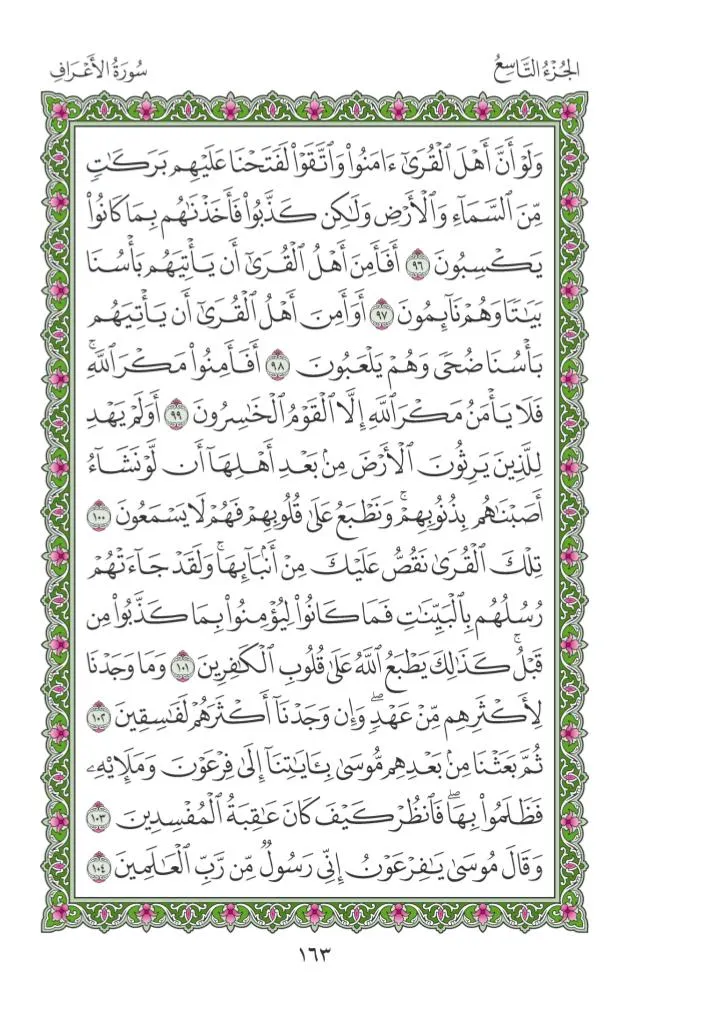 الجُزْءُ التَّاسِعُ
سُورَةُ الأَعْرَافِ
وَلَوۡ أَنَّ أَهۡلَ ٱلۡقُرَىٰٓ ءَامَنُواْ وَٱتَّقَوۡاْ لَفَتَحۡنَا عَلَيۡهِم بَرَكَٰتٖ
مِّنَ ٱلسَّمَآءِ وَٱلۡأَرۡضِ وَلَٰكِن كَذَّبُواْ فَأَخَذۡنَٰهُم بِمَا كَانُواْ
يَكۡسِبُونَ ٩٦ أَفَأَمِنَ أَهۡلُ ٱلۡقُرَىٰٓ أَن يَأۡتِيَهُم بَأۡسُنَا
بَيَٰتٗا وَهُمۡ نَآئِمُونَ ٩٧ أَوَأَمِنَ أَهۡلُ ٱلۡقُرَىٰٓ أَن يَأۡتِيَهُم
بَأۡسُنَا ضُحٗى وَهُمۡ يَلۡعَبُونَ ٩٨ أَفَأَمِنُواْ مَكۡرَ ٱللَّهِۚ
فَلَا يَأۡمَنُ مَكۡرَ ٱللَّهِ إِلَّا ٱلۡقَوۡمُ ٱلۡخَٰسِرُونَ ٩٩ أَوَلَمۡ يَهۡدِ
لِلَّذِينَ يَرِثُونَ ٱلۡأَرۡضَ مِنۢ بَعۡدِ أَهۡلِهَآ أَن لَّوۡ نَشَآءُ
أَصَبۡنَٰهُم بِذُنُوبِهِمۡۚ وَنَطۡبَعُ عَلَىٰ قُلُوبِهِمۡ فَهُمۡ لَا يَسۡمَعُونَ ١٠٠
تِلۡكَ ٱلۡقُرَىٰ نَقُصُّ عَلَيۡكَ مِنۡ أَنۢبَآئِهَاۚ وَلَقَدۡ جَآءَتۡهُمۡ
رُسُلُهُم بِٱلۡبَيِّنَٰتِ فَمَا كَانُواْ لِيُؤۡمِنُواْ بِمَا كَذَّبُواْ مِن
قَبۡلُۚ كَذَٰلِكَ يَطۡبَعُ ٱللَّهُ عَلَىٰ قُلُوبِ ٱلۡكَٰفِرِينَ ١٠١ وَمَا وَجَدۡنَا
لِأَكۡثَرِهِم مِّنۡ عَهۡدٖۖ وَإِن وَجَدۡنَآ أَكۡثَرَهُمۡ لَفَٰسِقِينَ ١٠٢
ثُمَّ بَعَثۡنَا مِنۢ بَعۡدِهِم مُّوسَىٰ بِـَٔايَٰتِنَآ إِلَىٰ فِرۡعَوۡنَ وَمَلَإِيْهِۦ
فَظَلَمُواْ بِهَاۖ فَٱنظُرۡ كَيۡفَ كَانَ عَٰقِبَةُ ٱلۡمُفۡسِدِينَ ١٠٣
وَقَالَ مُوسَىٰ يَٰفِرۡعَوۡنُ إِنِّي رَسُولٞ مِّن رَّبِّ ٱلۡعَٰلَمِينَ ١٠٤
١٦٣